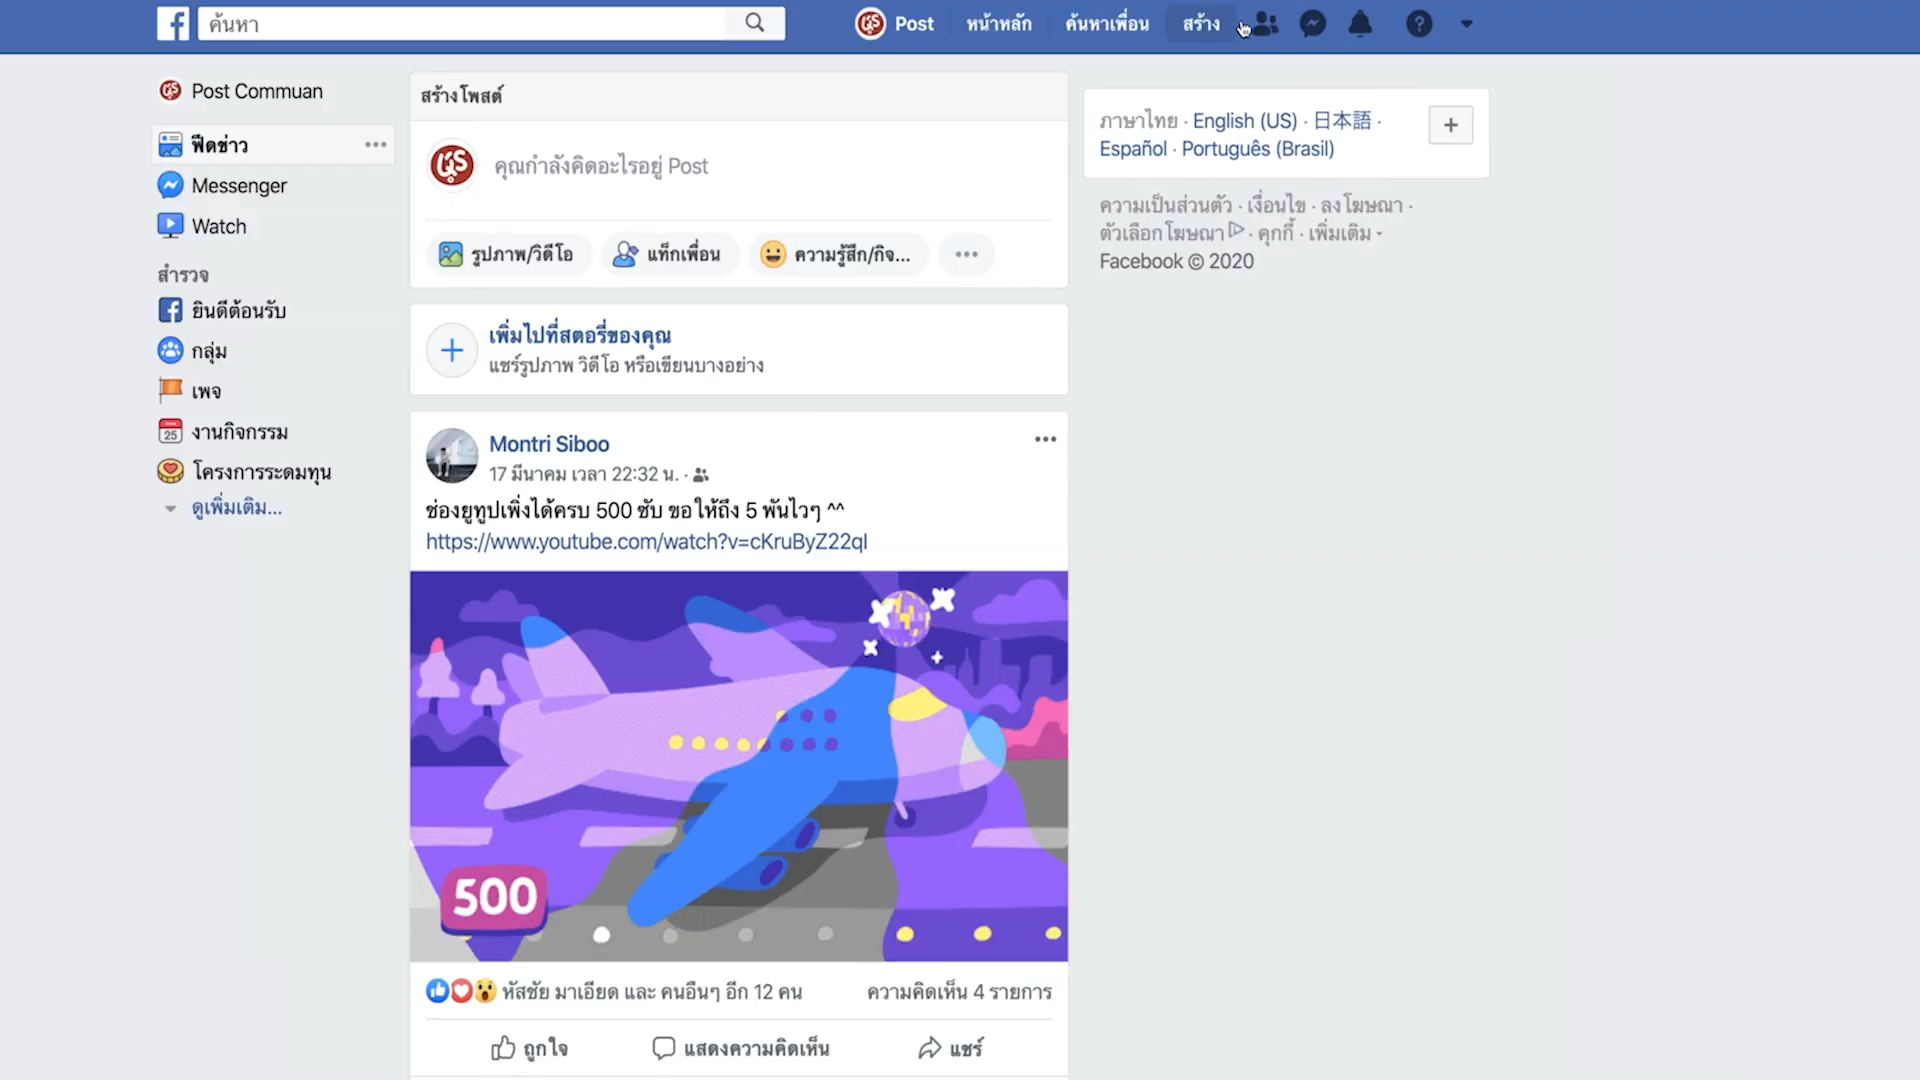 ค้นหา
Post
หน้าหลัก
ค้นหาเพื่อน
สร้าง
Post Commuan
ฟีดข่าว
Messenger
Watch
สำรวจ
ยินดีต้อนรับ
กลุ่ม
เพจ
25
งานกิจกรรม
โครงการระดมทุน
ดูเพิ่มเติม...
สร้างโพสต์
คุณกำลังคิดอะไรอยู่ Post
รูปภาพ/วิดีโอ
แท็กเพื่อน
ความรู้สึก/กิจ...
เพิ่มไปที่สตอรี่ของคุณ
แชร์รูปภาพ วิดีโอ หรือเขียนบางอย่าง
Montri Siboo
17 มีนาคม เวลา 22:32 น. ·
ช่องยูทูปเพิ่งได้ครบ 500 ซับ ขอให้ถึง 5 พันไวๆ ^^
https://www.youtube.com/watch?v=cKruByZ22qI
500
หัสชัย มาเอียด และ คนอื่นๆ อีก 12 คน
ความคิดเห็น 4 รายการ
ถูกใจ
แสดงความคิดเห็น
แชร์
ภาษาไทย · English (US) · 日本語 ·
Español · Português (Brasil)
ความเป็นส่วนตัว · เงื่อนไข · ลงโฆษณา ·
ตัวเลือกโฆษณา · คุกกี้ · เพิ่มเติม
Facebook © 2020